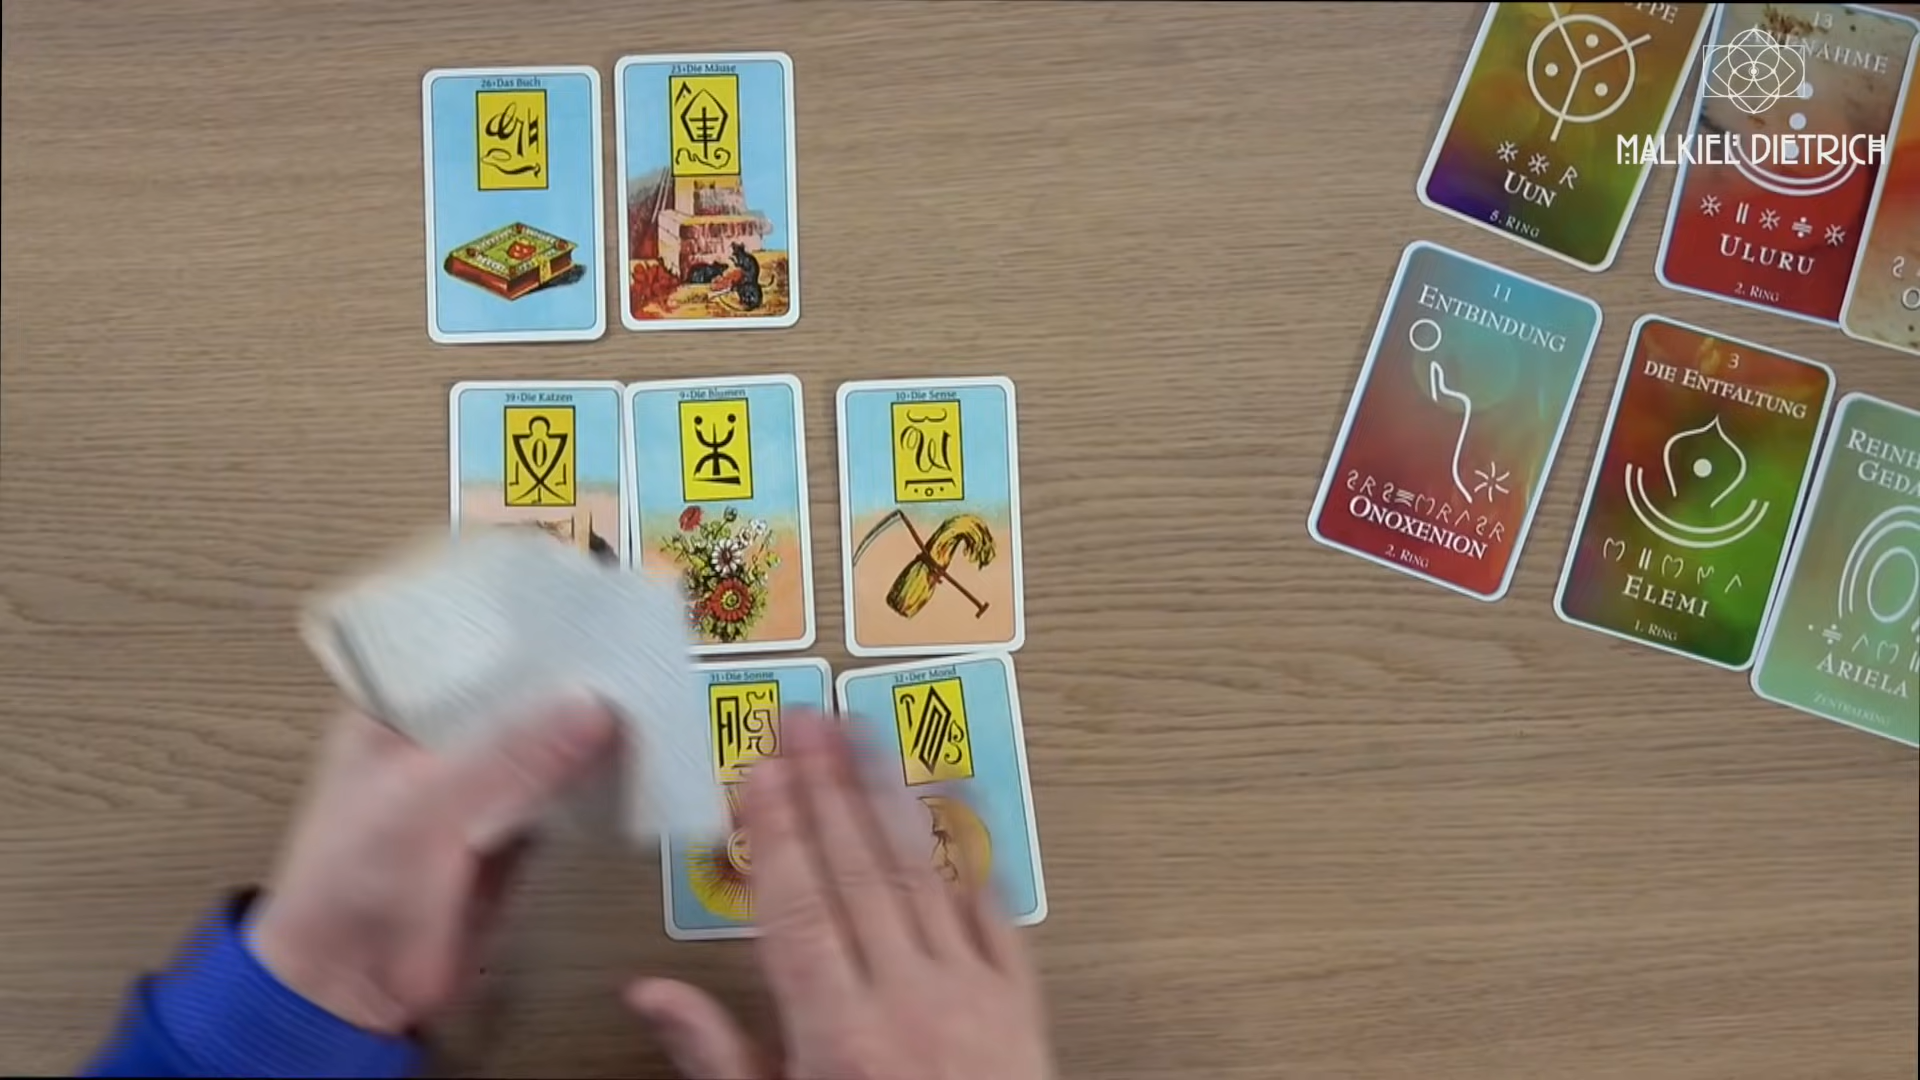 26•Das Buch
23•Die Mäuse
39•Die Katzen
9•Die Blumen
10•Die Sense
31•Die Sonne
32•Der Mond
UUN
5. RING
13
ULURU
2. RING
11
ENTBINDUNG
ONOXENION
2. RING
3
DIE ENTFALTUNG
ELEMI
1. RING
ARIELA
ZENTRALRING
MALKIEL DIETRICH